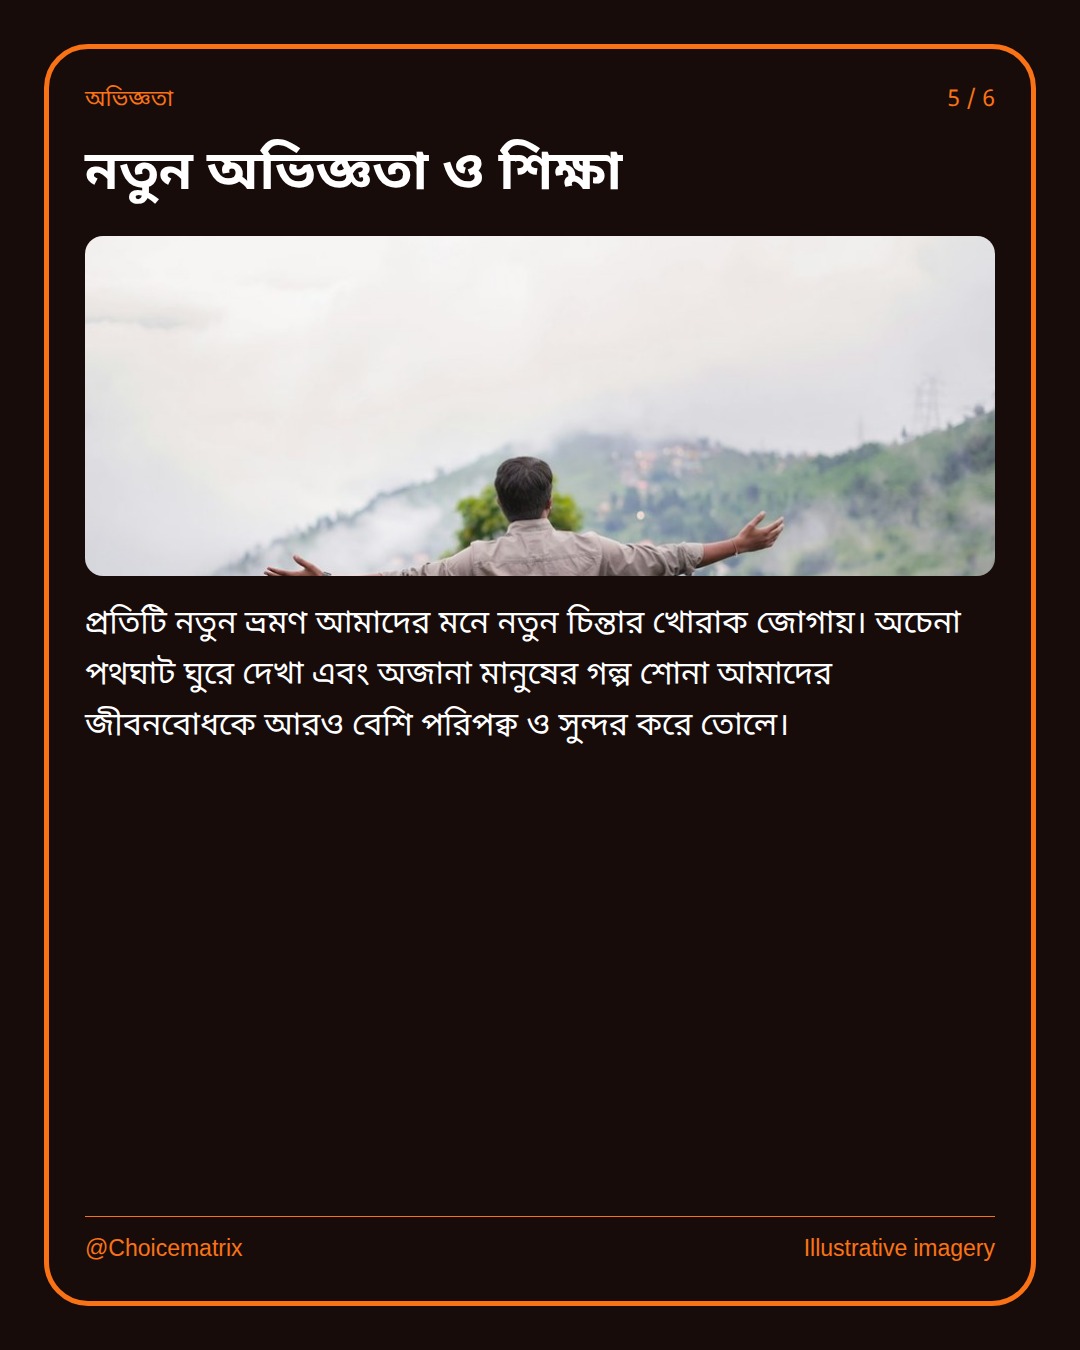 অভিজ্ঞতা
5 / 6
নতুন অভিজ্ঞতা ও শিক্ষা
প্রতিটি নতুন ভ্রমণ আমাদের মনে নতুন চিন্তার খোরাক জোগায়। অচেনা
পথঘাট ঘুরে দেখা এবং অজানা মানুষের গল্প শোনা আমাদের
জীবনবোধকে আরও বেশি পরিপক্ব ও সুন্দর করে তোলে।
@Choicematrix
Illustrative imagery